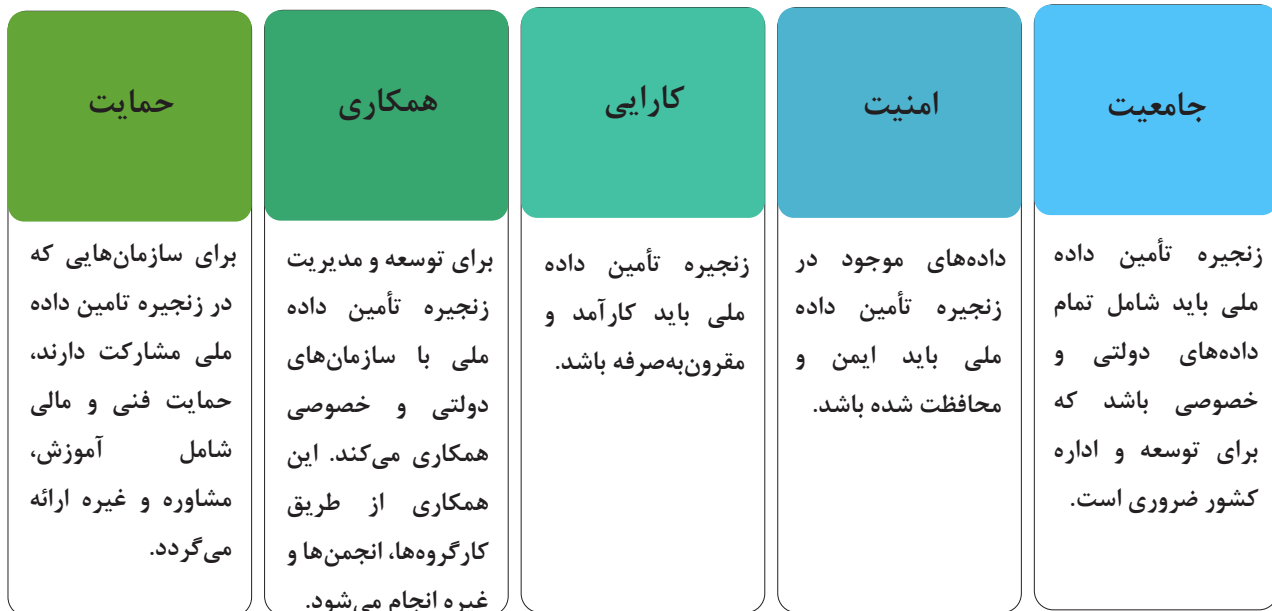 جامعیت
زنجیره تأمین داده
ملی باید شامل تمام
داده‌های دولتی و
خصوصی باشد که
برای توسعه و اداره
کشور ضروری است.
امنیت
داده‌های موجود در
زنجیره تأمین داده
ملی باید ایمن و
محافظت شده باشد.
کارایی
زنجیره تأمین داده
ملی باید کارآمد و
مقرون‌به‌صرفه باشد.
همکاری
برای توسعه و مدیریت
زنجیره تأمین داده
ملی با سازمان‌های
دولتی و خصوصی
همکاری می‌کند. این
همکاری از طریق
کارگروه‌ها، انجمن‌ها و
غیره انجام می‌شود.
حمایت
برای سازمان‌هایی که
در زنجیره تامین داده
ملی مشارکت دارند،
حمایت فنی و مالی
شامل آموزش،
مشاوره و غیره ارائه
می‌گردد.